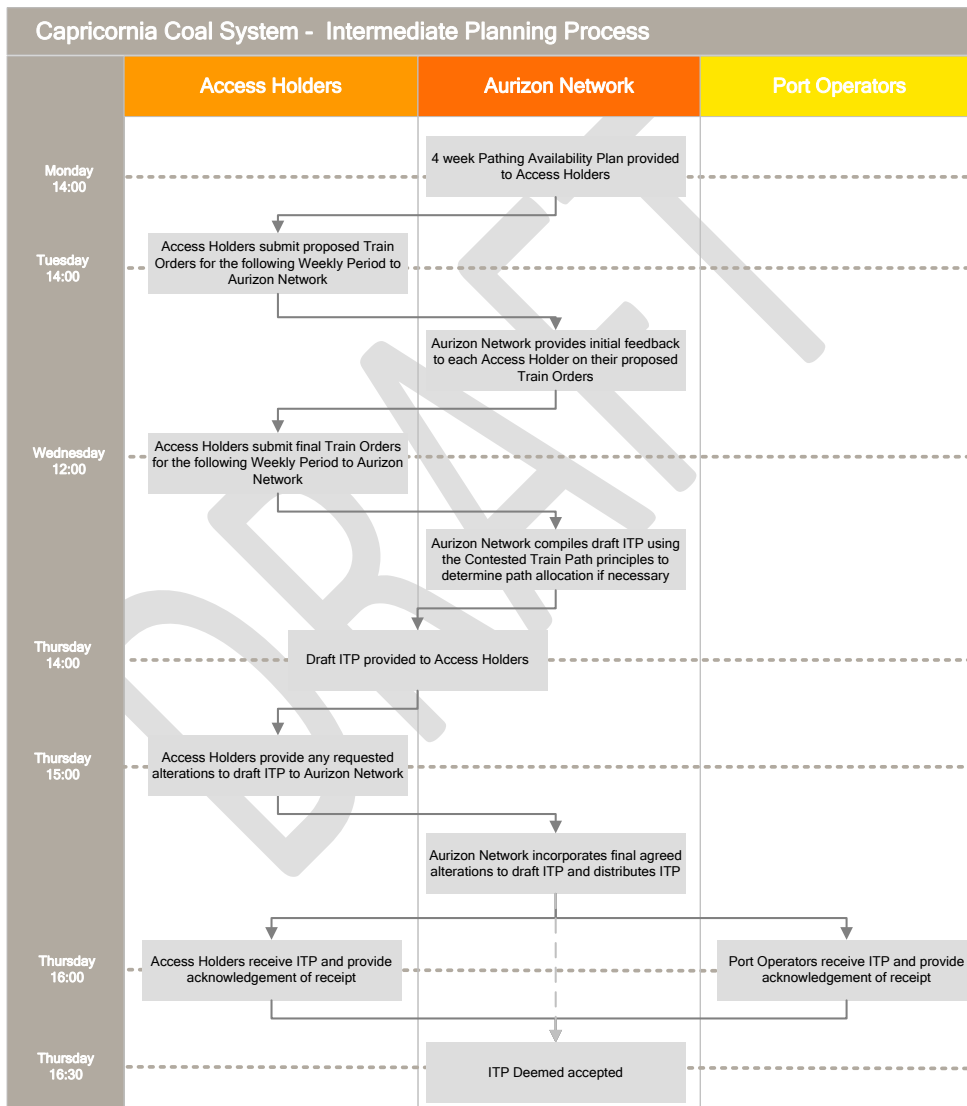 Capricornia Coal System - Intermediate Planning Process
Access Holders
Aurizon Network
Port Operators
Monday
14:00
4 week Pathing Availability Plan provided
to Access Holders
Tuesday
14:00
Access Holders submit proposed Train
Orders for the following Weekly Period to
Aurizon Network
Aurizon Network provides initial feedback
to each Access Holder on their proposed
Train Orders
Wednesday
12:00
Access Holders submit final Train Orders
for the following Weekly Period to Aurizon
Network
Aurizon Network compiles draft ITP using
the Contested Train Path principles to
determine path allocation if necessary
Thursday
14:00
Draft ITP provided to Access Holders
Thursday
15:00
Access Holders provide any requested
alterations to draft ITP to Aurizon Network
Aurizon Network incorporates final agreed
alterations to draft ITP and distributes ITP
Thursday
16:00
Access Holders receive ITP and provide
acknowledgement of receipt
Port Operators receive ITP and provide
acknowledgement of receipt
Thursday
16:30
ITP Deemed accepted
DRAFT